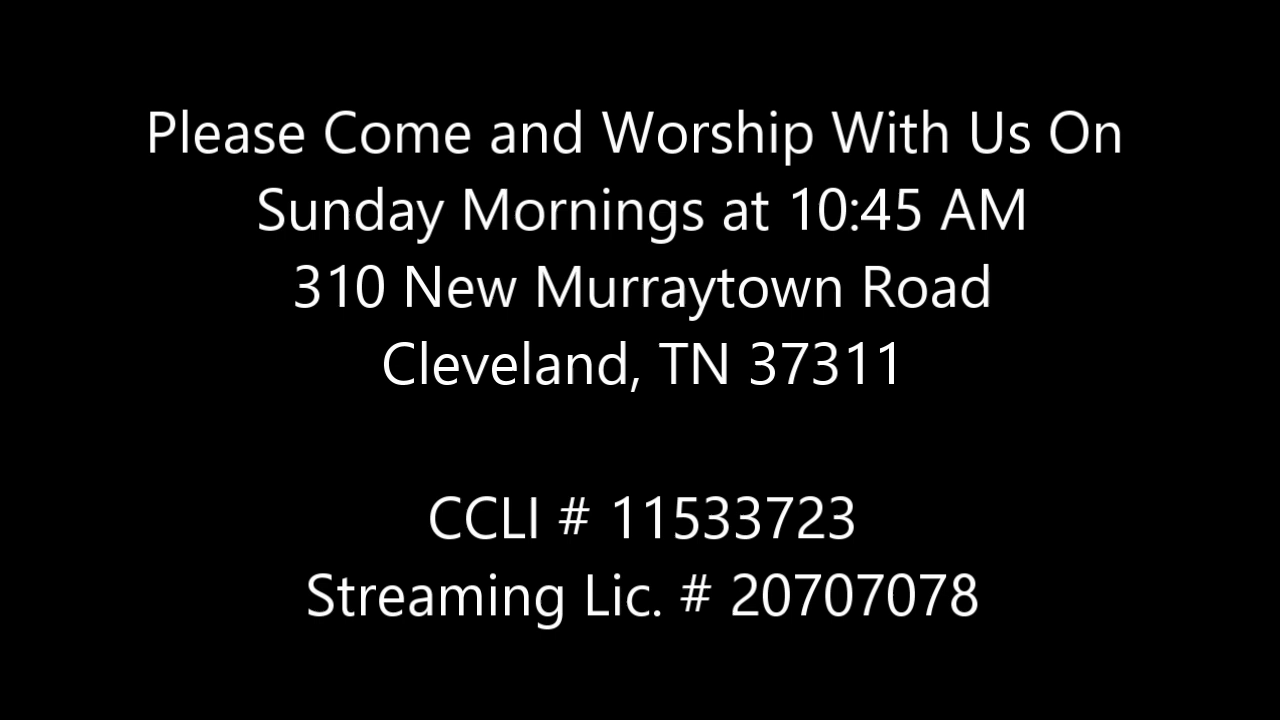 Please Come and Worship With Us On
Sunday Mornings at 10:45 AM
310 New Murraytown Road
Cleveland, TN 37311
CCLI # 11533723
Streaming Lic. # 20707078